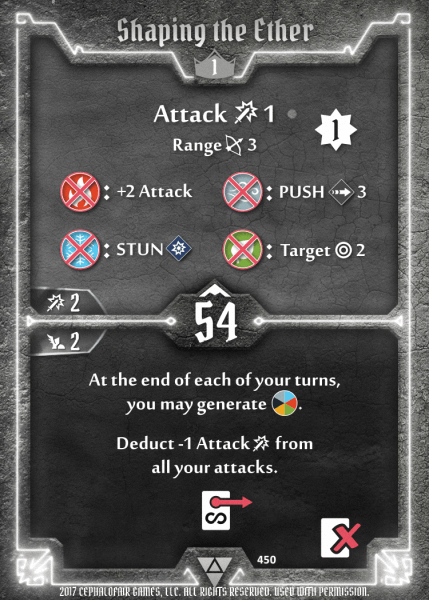 Shaping the Ether
1
Attack 1
1
Range 3
: +2 Attack
: PUSH 3
: STUN
: Target 2
2
54
2
At the end of each of your turns,
you may generate .
Deduct -1 Attack from
all your attacks.
450
2017 CEPHALOFAIR GAMES, LLC. ALL RIGHTS RESERVED. USED WITH PERMISSION.